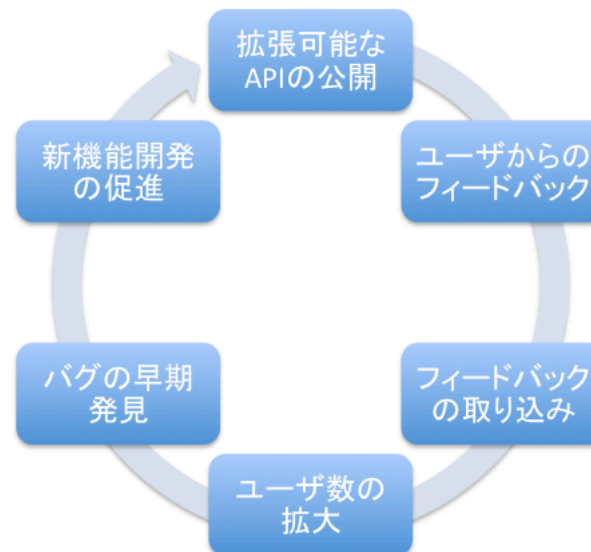 拡張可能な
APIの公開
ユーザからの
フィードバック
フィードバック
の取り込み
ユーザ数の
拡大
バグの早期
発見
新機能開発
の促進